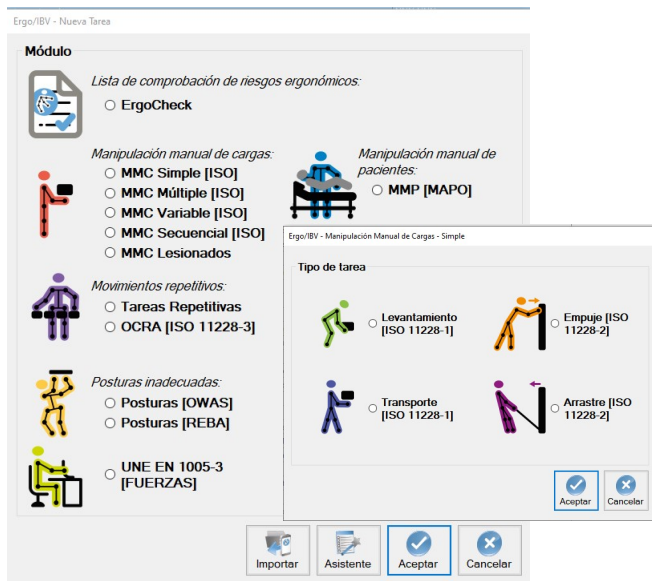 Ergo/IBV - Nueva Tarea
Módulo
Lista de comprobación de riesgos ergonómicos:
ErgoCheck
Manipulación manual de cargas:
MMC Simple [ISO]
MMC Múltiple [ISO]
MMC Variable [ISO]
MMC Secuencial [ISO]
MMC Lesionados
Manipulación manual de
pacientes:
MMP [MAPO]
Movimientos repetitivos:
Tareas Repetitivas
OCRA [ISO 11228-3]
Posturas inadecuadas:
Posturas [OWAS]
Posturas [REBA]
UNE EN 1005-3
[FUERZAS]
Importar
Asistente
Aceptar
Cancelar
Ergo/IBV - Manipulación Manual de Cargas - Simple
Tipo de tarea
Levantamiento
[ISO 11228-1]
Empuje [ISO
11228-2]
Transporte
[ISO 11228-1]
Arrastre [ISO
11228-2]
Aceptar
Cancelar